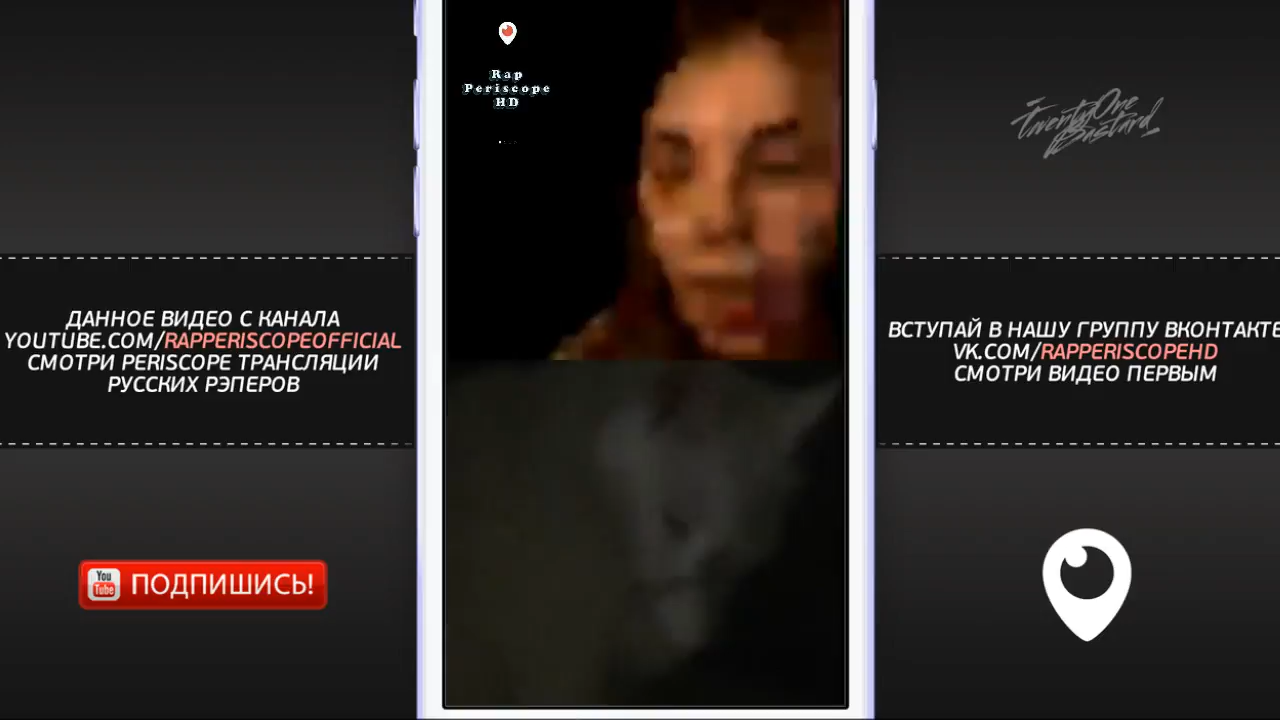 Rap
Periscope
HD
TwentyOne
Bastard
ДАННОЕ ВИДЕО С КАНАЛА
YOUTUBE.COM/RAPPERISCOPEOFFICIAL
СМОТРИ PERISCOPE ТРАНСЛЯЦИИ
РУССКИХ РЭПЕРОВ
ВСТУПАЙ В НАШУ ГРУППУ ВКОНТАКТЕ
VK.COM/RAPPERISCOPEHD
СМОТРИ ВИДЕО ПЕРВЫМ
You
Tube
ПОДПИШИСЬ!